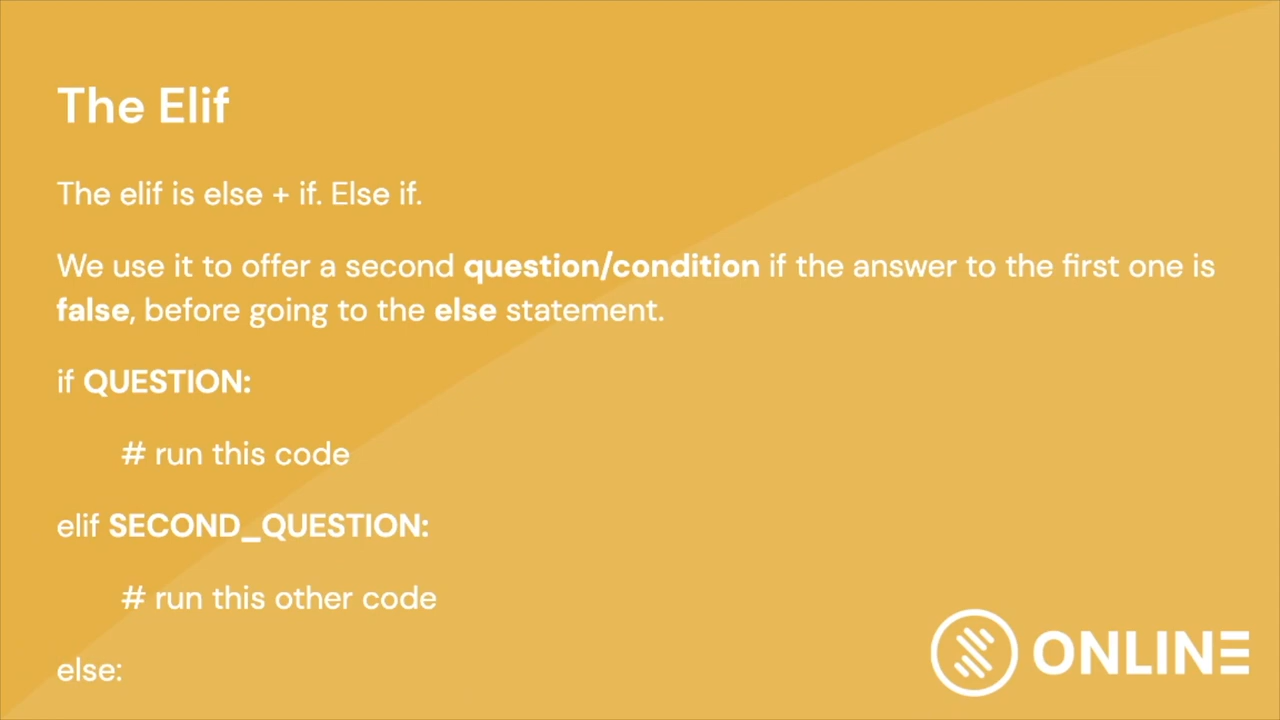 The Elif
The elif is else + if. Else if.
We use it to offer a second question/condition if the answer to the first one is
false, before going to the else statement.
if QUESTION:
# run this code
elif SECOND_QUESTION:
# run this other code
else:
ONLINE